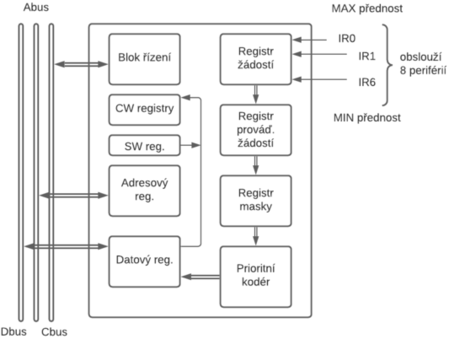 Abus
MAX přednost
Blok řízení
Registr
žádostí
IR0
IR1
IR6
obslouží
8 periférií
MIN přednost
CW registry
SW reg.
Registr
prováď.
žádostí
Adresový
reg.
Registr
masky
Datový reg.
Prioritní
kodér
Dbus
Cbus